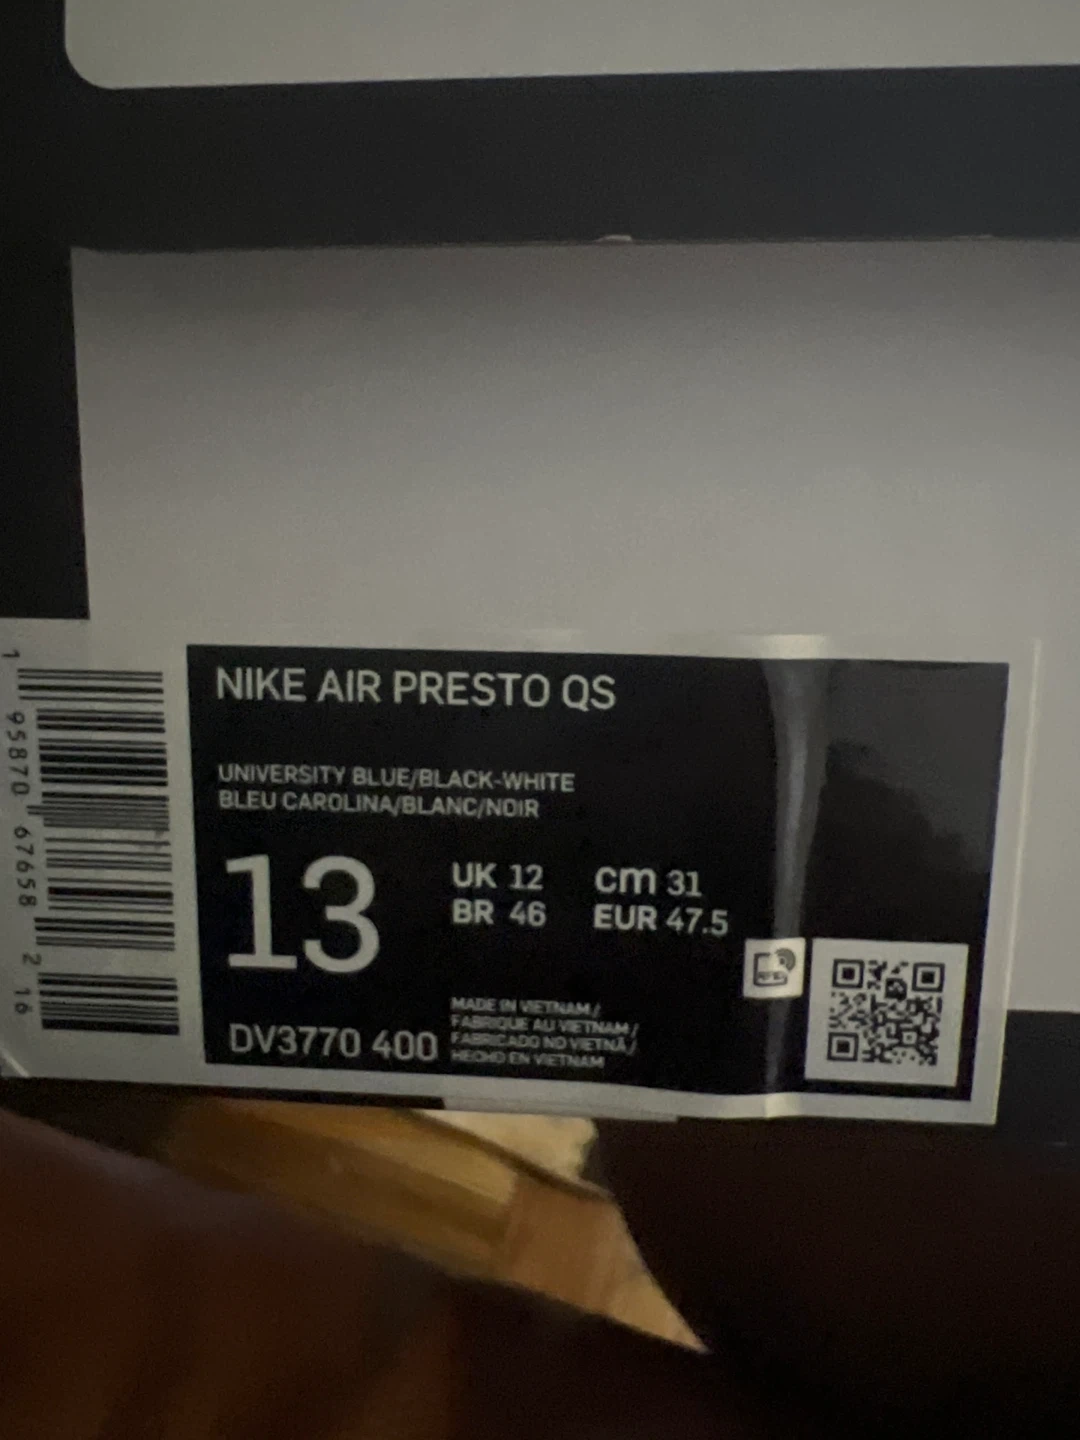 NIKE AIR PRESTO QS
UNIVERSITY BLUE/BLACK-WHITE
BLEU CAROLINA/BLANC/NOIR
13
UK 12
cm 31
BR 46
EUR 47.5
DV3770 400
MADE IN VIETNAM/
FABRIQUE AU VIETNAM/
FABRICADO NO VIETNÃ/
HECHO EN VIETNAM
1 95870 67658 2 16